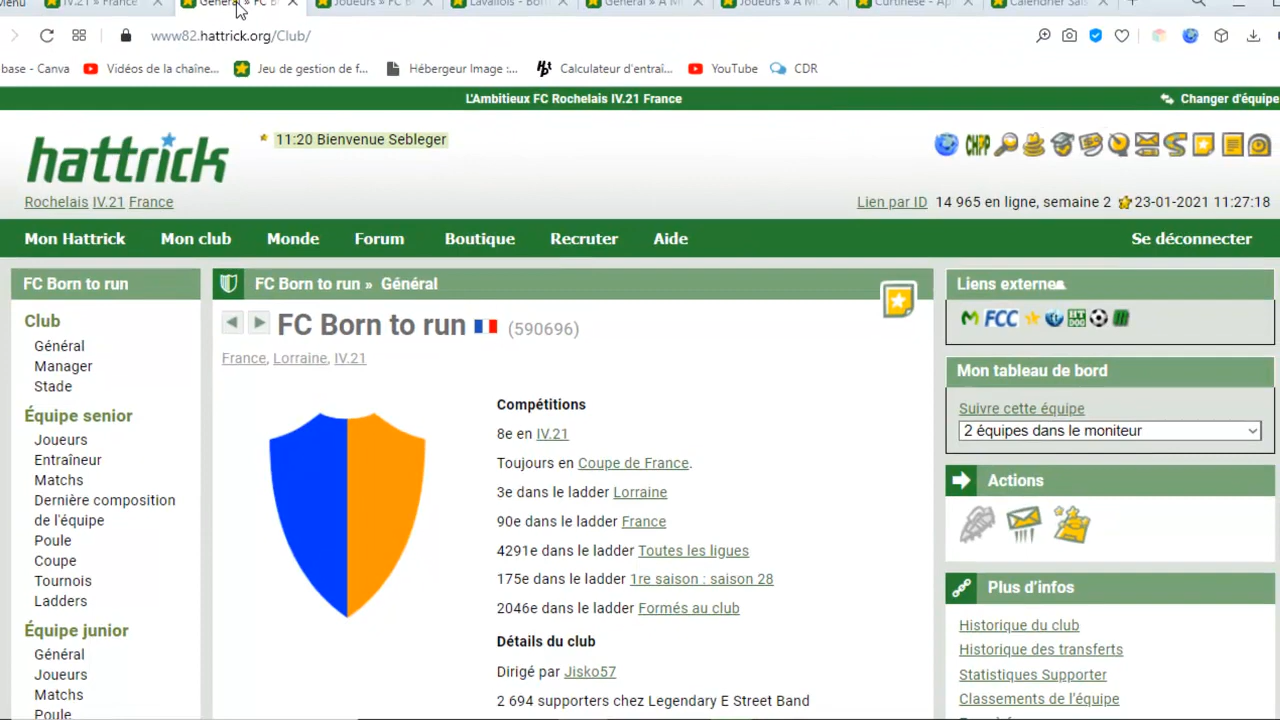 Menu IV.21 » France Général » FC B Joueurs » FC B Lavallois - Born Général » A M Joueurs » A M Curtinese - Ap Calendrier Sais
www82.hattrick.org/Club/
base - Canva Vidéos de la chaîne... Jeu de gestion de f... Hébergeur Image :... Calculateur d'entraî... YouTube CDR
L'Ambitieux FC Rochelais IV.21 France Changer d'équipe
hattrick 11:20 Bienvenue Sebleger CHPP
Rochelais IV.21 France Lien par ID 14 965 en ligne, semaine 2 23-01-2021 11:27:18
Mon Hattrick Mon club Monde Forum Boutique Recruter Aide Se déconnecter
FC Born to run
Club
Général
Manager
Stade
Équipe senior
Joueurs
Entraîneur
Matchs
Dernière composition
de l'équipe
Poule
Coupe
Tournois
Ladders
Équipe junior
Général
Joueurs
Matchs
Poule
FC Born to run » Général
FC Born to run (590696)
France, Lorraine, IV.21
Compétitions
8e en IV.21
Toujours en Coupe de France.
3e dans le ladder Lorraine
90e dans le ladder France
4291e dans le ladder Toutes les ligues
175e dans le ladder 1re saison : saison 28
2046e dans le ladder Formés au club
Détails du club
Dirigé par Jisko57
2 694 supporters chez Legendary E Street Band
Liens externes
FCC
Mon tableau de bord
Suivre cette équipe
2 équipes dans le moniteur
Actions
Plus d'infos
Historique du club
Historique des transferts
Statistiques Supporter
Classements de l'équipe